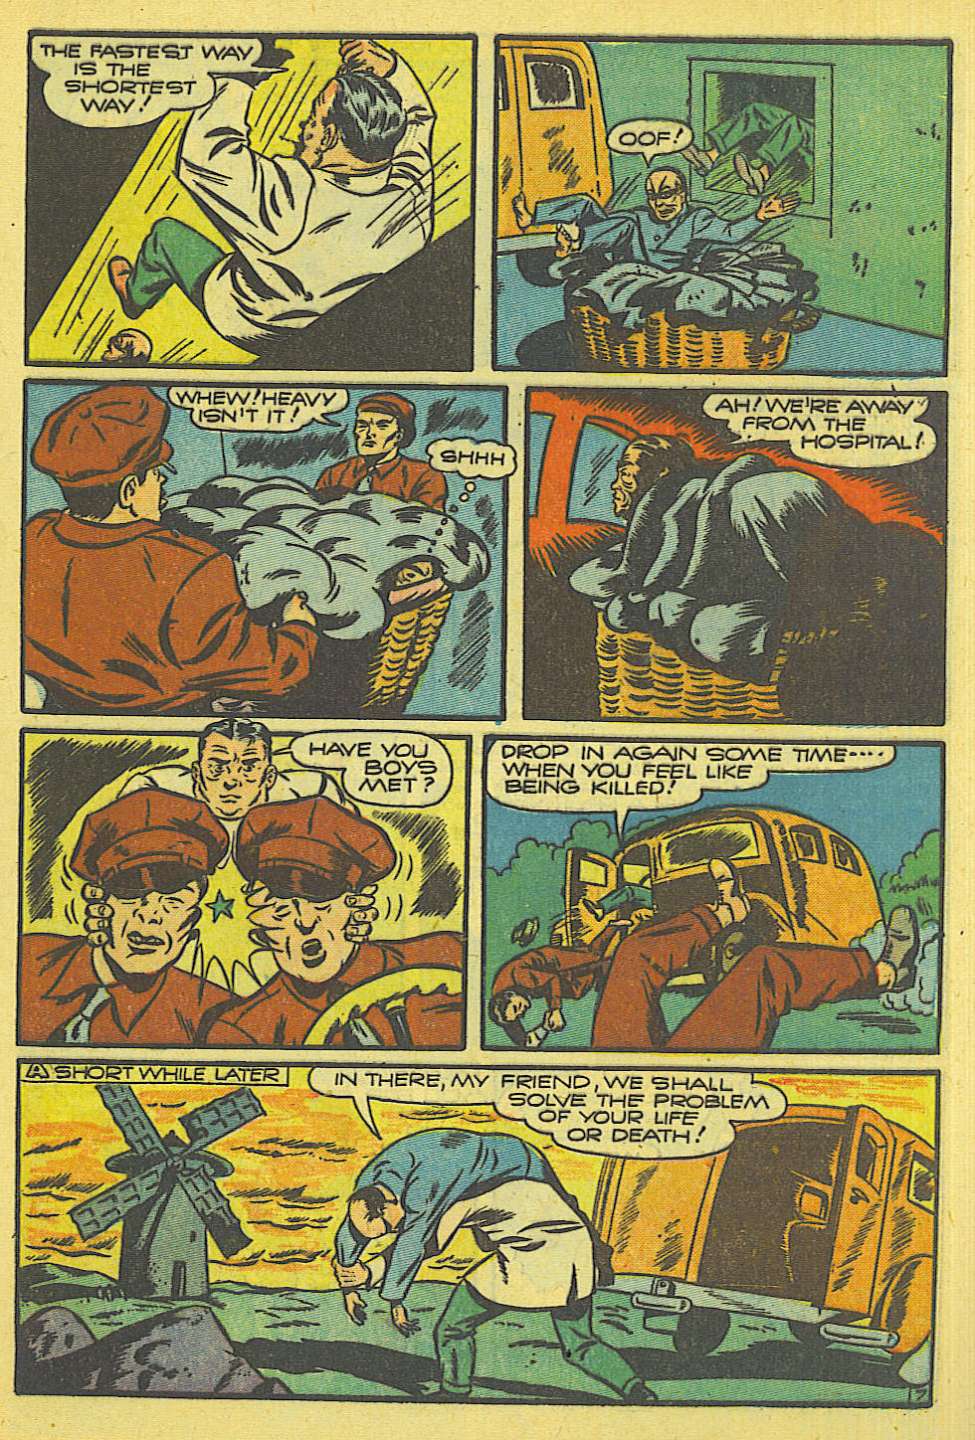 THE FASTEST WAY
IS THE
SHORTEST
WAY!
OOF!
WHEW! HEAVY
ISN'T IT!
SHHH
AH! WE'RE AWAY
FROM THE
HOSPITAL!
HAVE YOU
BOYS
MET?
DROP IN AGAIN SOME TIME----
WHEN YOU FEEL LIKE
BEING KILLED!
A SHORT WHILE LATER
IN THERE, MY FRIEND, WE SHALL
SOLVE THE PROBLEM
OF YOUR LIFE
OR DEATH!
17